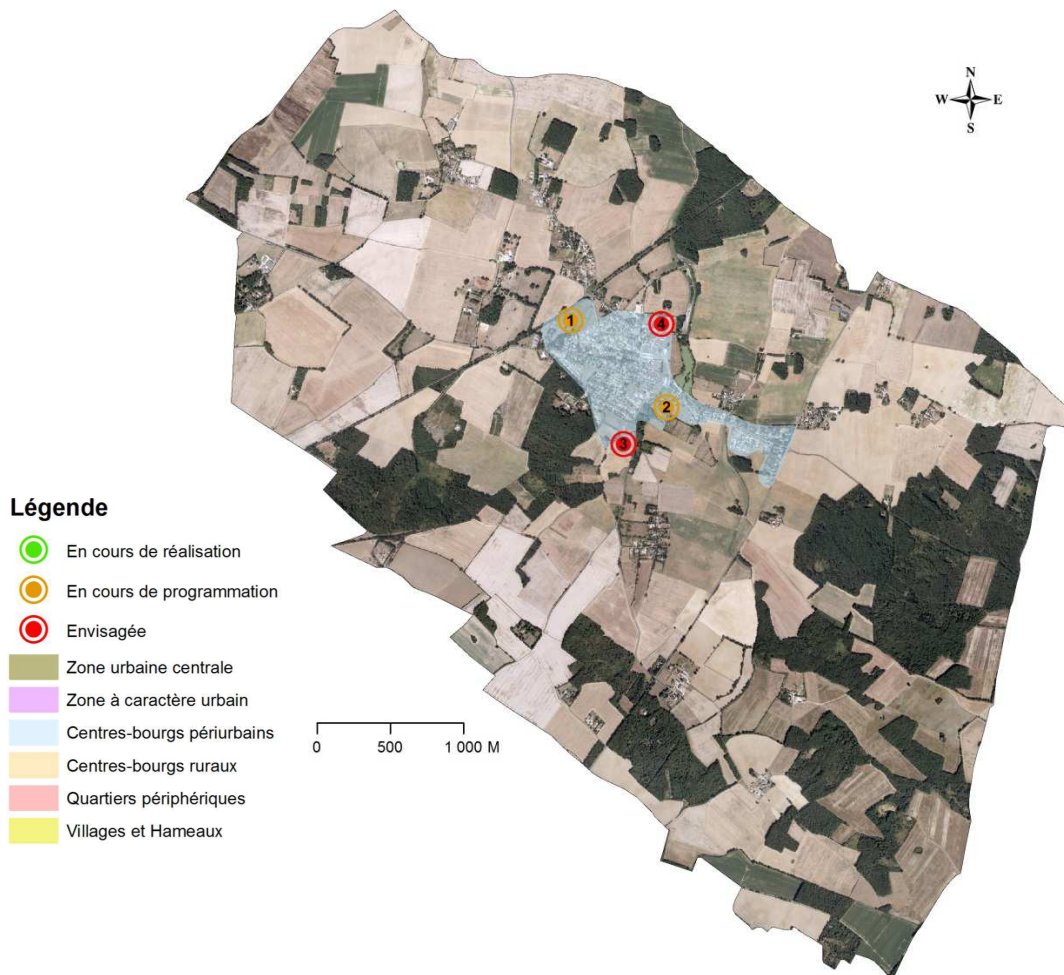 N
W E
S
1
4
2
3
Légende
En cours de réalisation
En cours de programmation
Envisagée
Zone urbaine centrale
Zone à caractère urbain
Centres-bourgs périurbains
Centres-bourgs ruraux
Quartiers périphériques
Villages et Hameaux
0 500 1 000 M